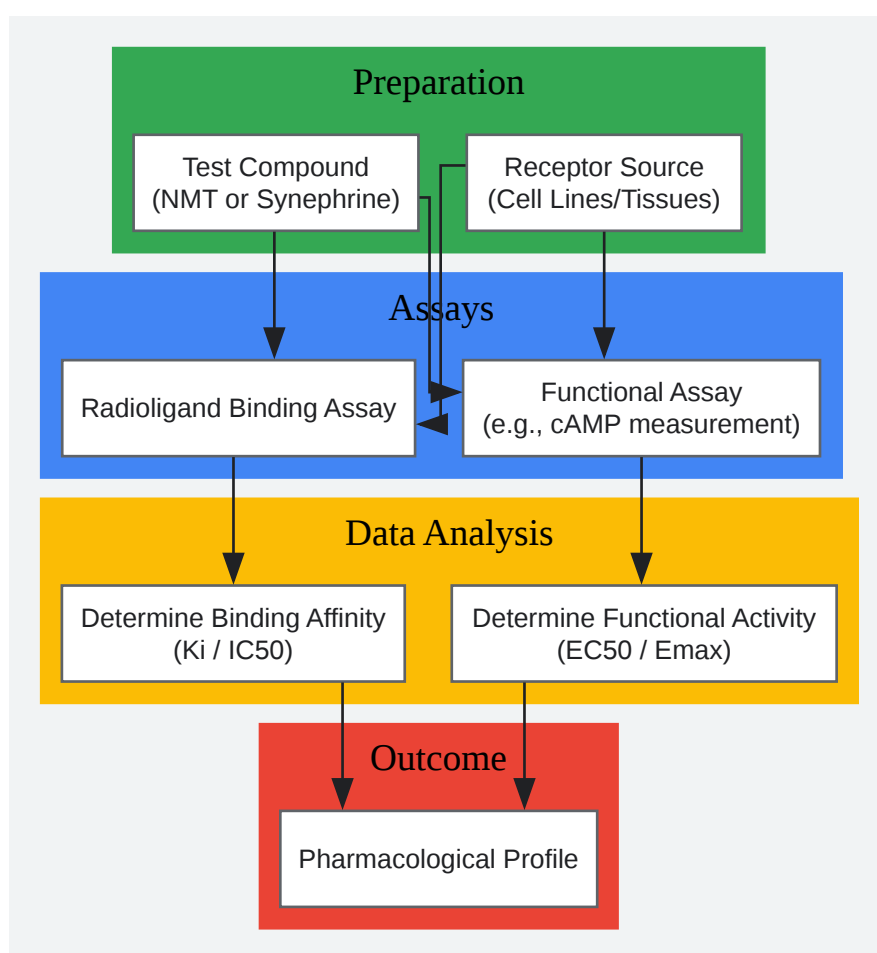 Preparation
Test Compound
(NMT or Synephrine)
Receptor Source
(Cell Lines/Tissues)
Assays
Radioligand Binding Assay
Functional Assay
(e.g., cAMP measurement)
Data Analysis
Determine Binding Affinity
(Ki / IC50)
Determine Functional Activity
(EC50 / Emax)
Outcome
Pharmacological Profile